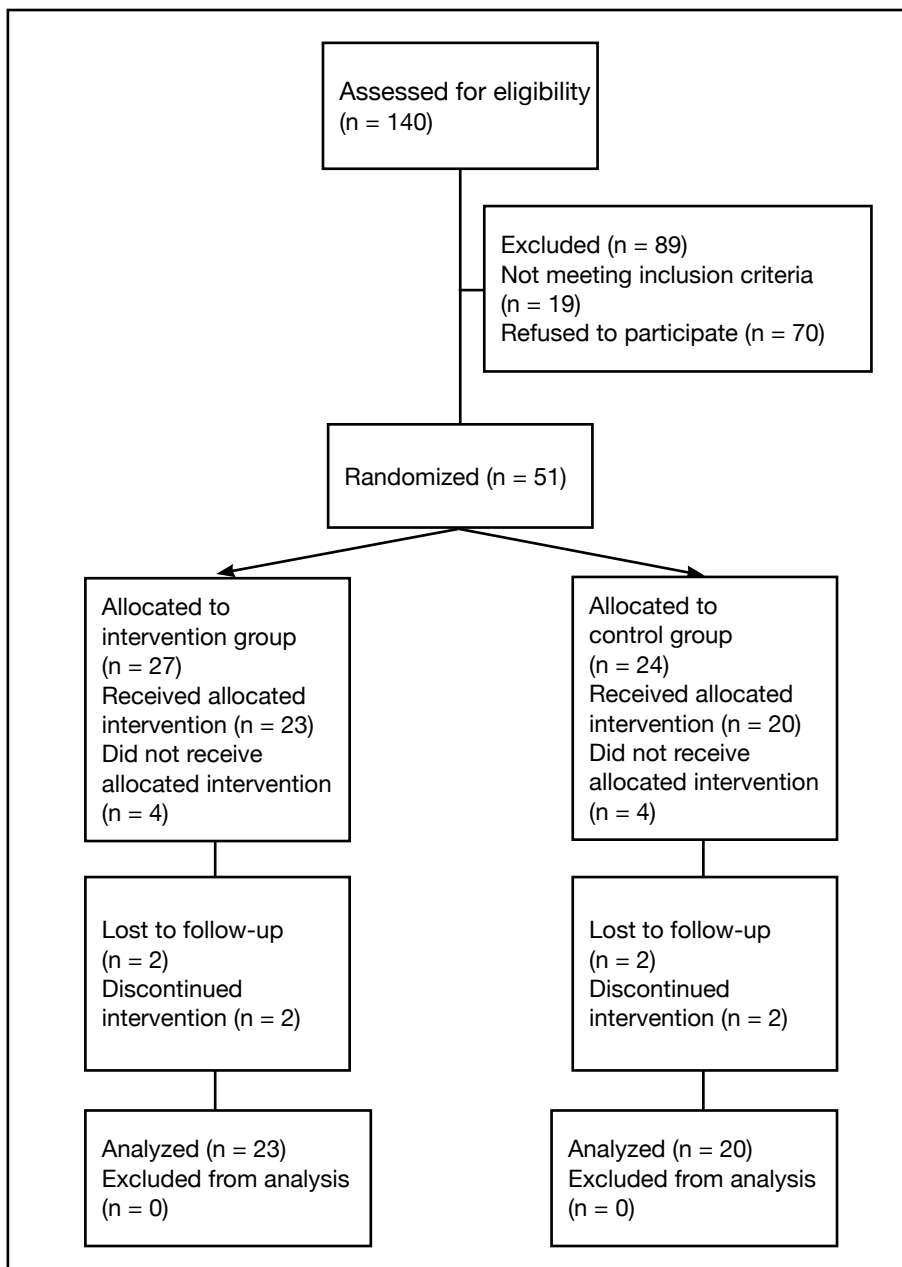 Assessed for eligibility
(n = 140)
Excluded (n = 89)
Not meeting inclusion criteria
(n = 19)
Refused to participate (n = 70)
Randomized (n = 51)
Allocated to
intervention group
(n = 27)
Received allocated
intervention (n = 23)
Did not receive
allocated intervention
(n = 4)
Allocated to
control group
(n = 24)
Received allocated
intervention (n = 20)
Did not receive
allocated intervention
(n = 4)
Lost to follow-up
(n = 2)
Discontinued
intervention (n = 2)
Lost to follow-up
(n = 2)
Discontinued
intervention (n = 2)
Analyzed (n = 23)
Excluded from analysis
(n = 0)
Analyzed (n = 20)
Excluded from analysis
(n = 0)